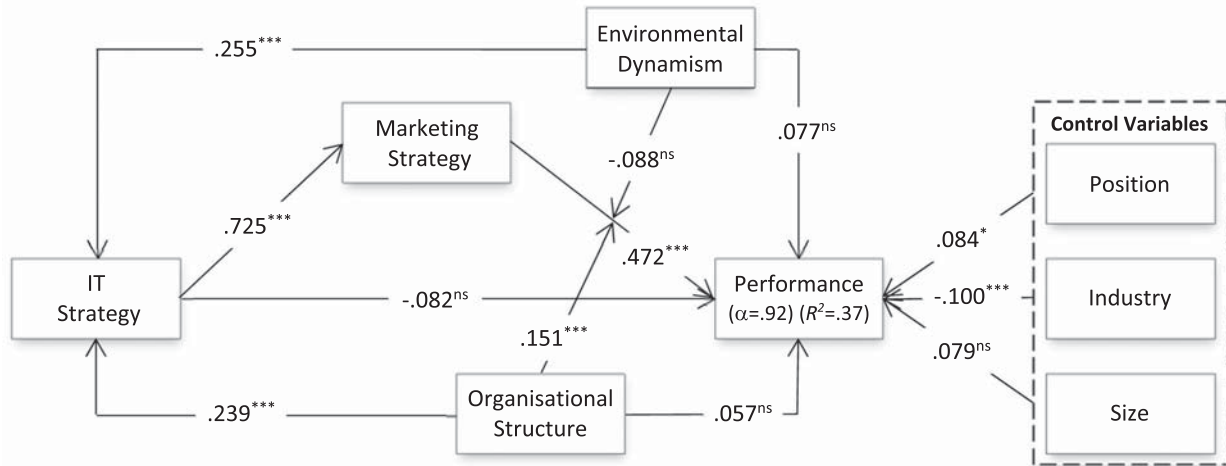 Environmental
Dynamism
.255***
Marketing
Strategy
.077ns
-.088ns
Control Variables
Position
.725***
.472***
.084*
IT
Strategy
-.082ns
Performance
(α=.92) (R²=.37)
-.100***
Industry
.151***
.079ns
Organisational
Structure
.239***
.057ns
Size